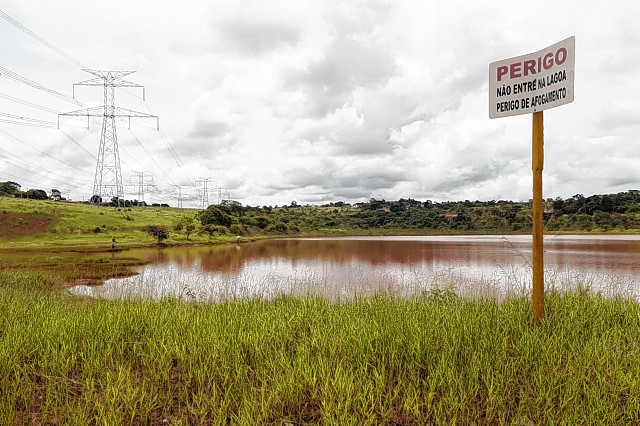 PERIGO
NÃO ENTRE NA LAGOA
PERIGO DE AFOGAMENTO